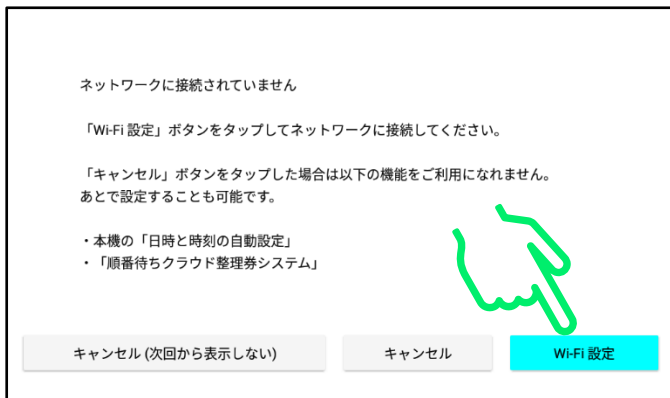 ネットワークに接続されていません
「Wi-Fi 設定」ボタンをタップしてネットワークに接続してください。
「キャンセル」ボタンをタップした場合は以下の機能をご利用になれません。
あとで設定することも可能です。
・本機の「日時と時刻の自動設定」
・「順番待ちクラウド整理券システム」
キャンセル (次回から表示しない)
キャンセル
Wi-Fi 設定